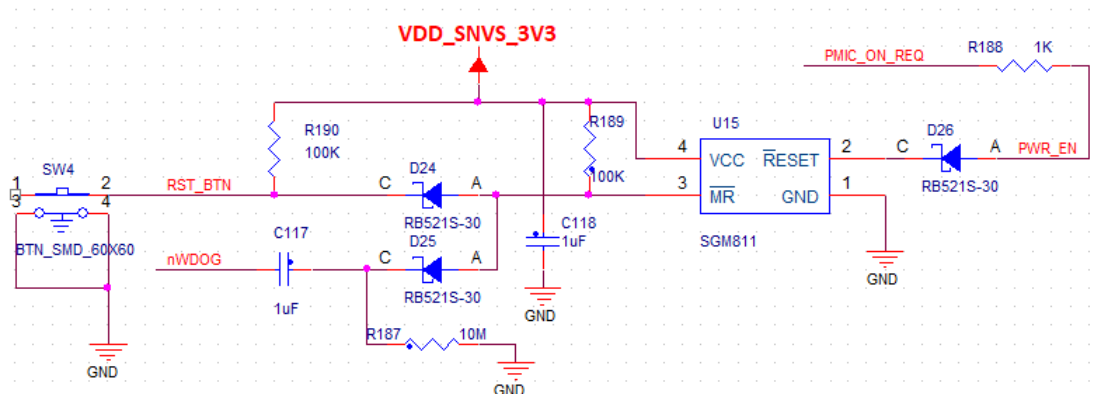 VDD_SNVS_3V3
PMIC_ON_REQ
R188 1K
R190
100K
R189
100K
U15
D26
SW4
1 2
3 4
BTN_SMD_60X60
RST_BTN
D24
C A
RB521S-30
4 VCC RESET 2
3 MR GND 1
SGM811
C A
PWR_EN
RB521S-30
C117
1uF
nWDOG
D25
C A
RB521S-30
C118
1uF
R187 10M
GND
GND
GND
GND